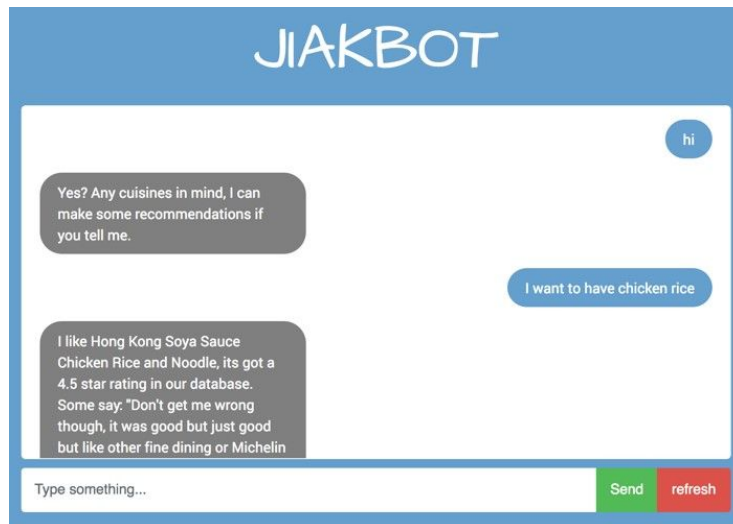 JIAKBOT
hi
Yes? Any cuisines in mind, I can
make some recommendations if
you tell me.
I want to have chicken rice
I like Hong Kong Soya Sauce
Chicken Rice and Noodle, its got a
4.5 star rating in our database.
Some say: "Don't get me wrong
though, it was good but just good
but like other fine dining or Michelin
Type something...
Send
refresh